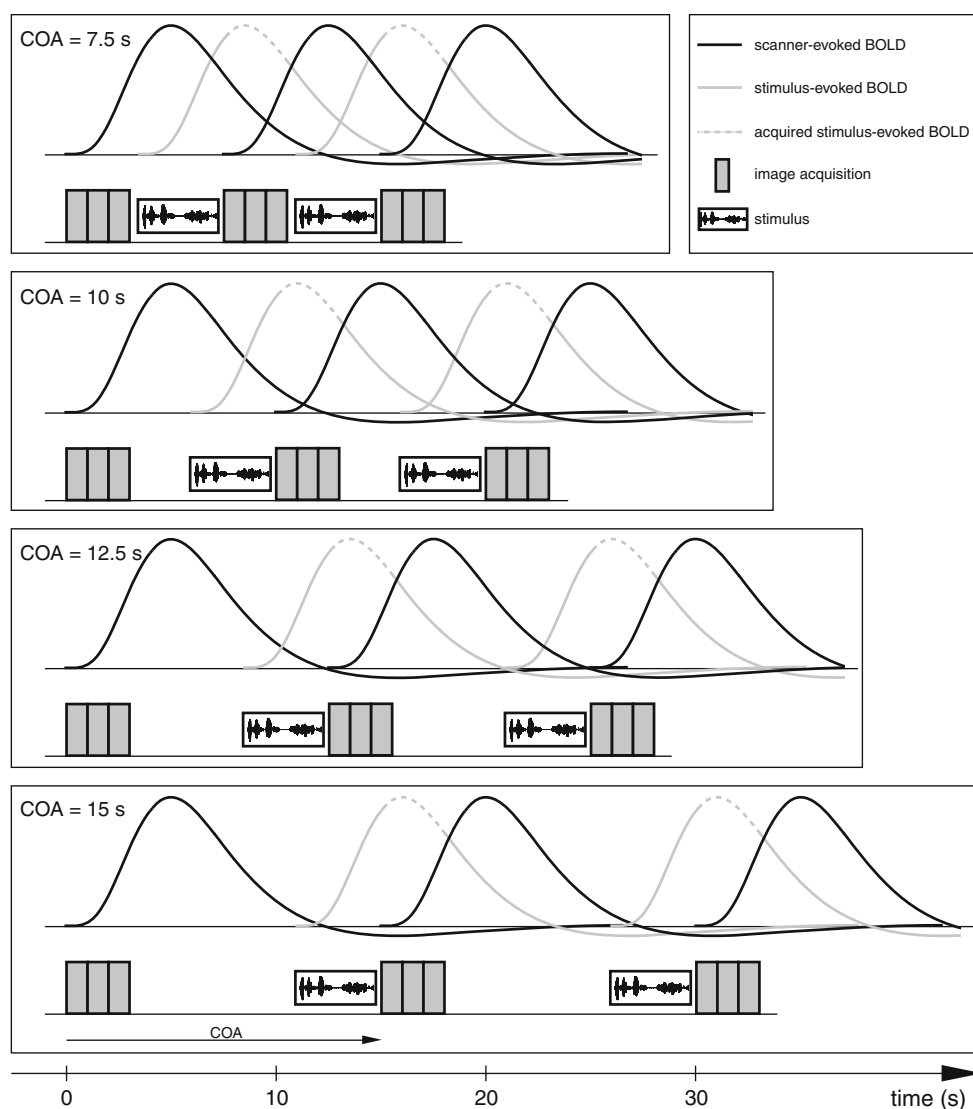 COA = 7.5 s
scanner-evoked BOLD
stimulus-evoked BOLD
acquired stimulus-evoked BOLD
image acquisition
stimulus
COA = 10 s
COA = 12.5 s
COA = 15 s
COA
0 10 20 30 time (s)